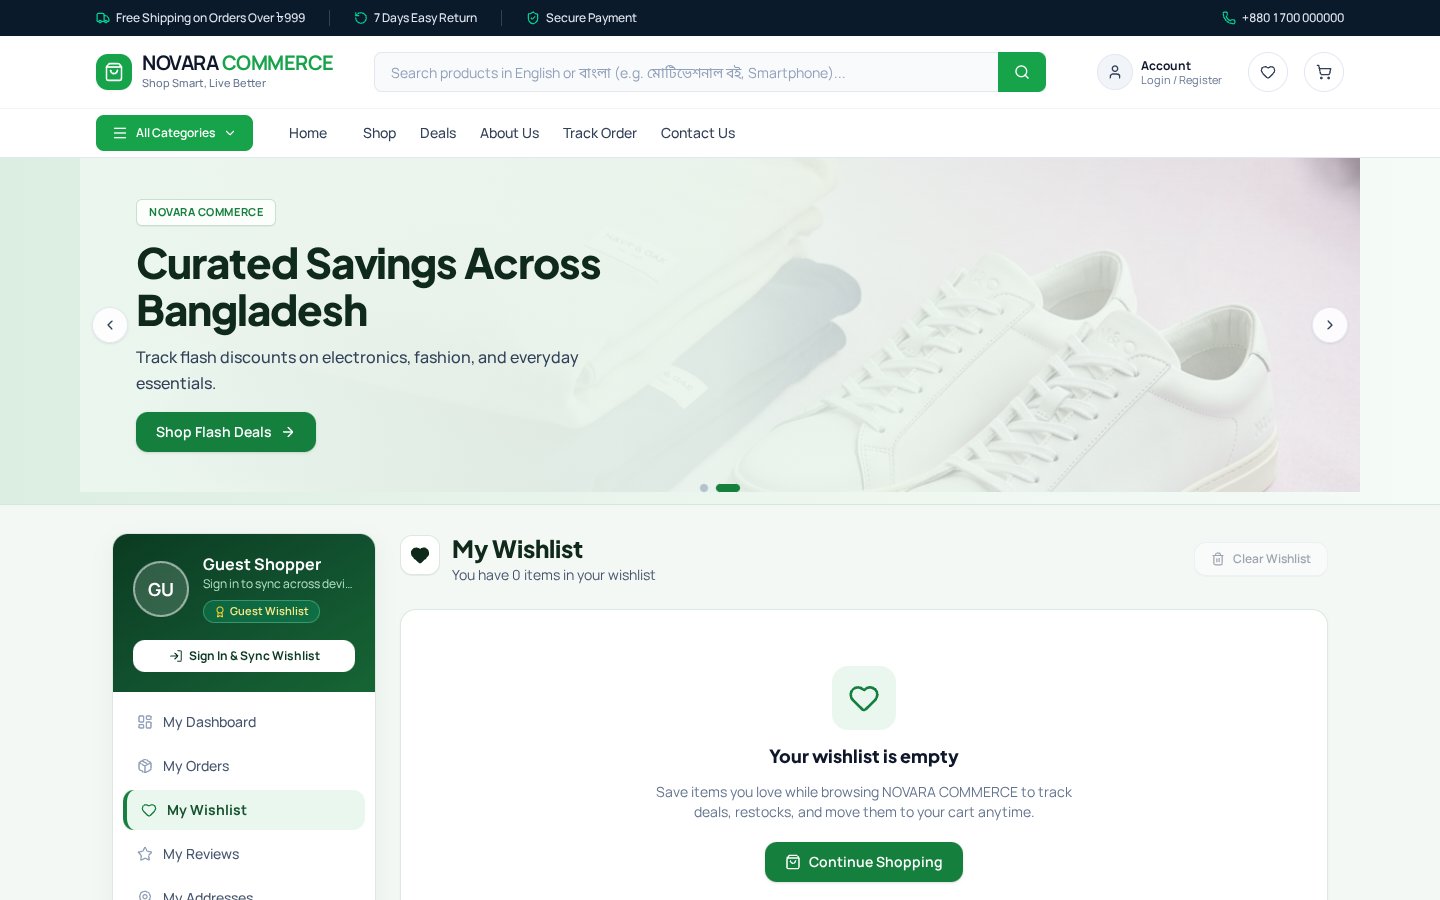 Free Shipping on Orders Over ৳999
7 Days Easy Return
Secure Payment
+880 1700 000000
NOVARA COMMERCE
Shop Smart, Live Better
Search products in English or বাংলা (e.g. মোটিভেশনাল বই, Smartphone)...
Account
Login / Register
All Categories
Home
Shop
Deals
About Us
Track Order
Contact Us
NOVARA COMMERCE
Curated Savings Across
Bangladesh
Track flash discounts on electronics, fashion, and everyday
essentials.
Shop Flash Deals
GU
Guest Shopper
Sign in to sync across devi...
Guest Wishlist
Sign In & Sync Wishlist
My Dashboard
My Orders
My Wishlist
My Reviews
My Addresses
My Wishlist
You have 0 items in your wishlist
Clear Wishlist
Your wishlist is empty
Save items you love while browsing NOVARA COMMERCE to track
deals, restocks, and move them to your cart anytime.
Continue Shopping